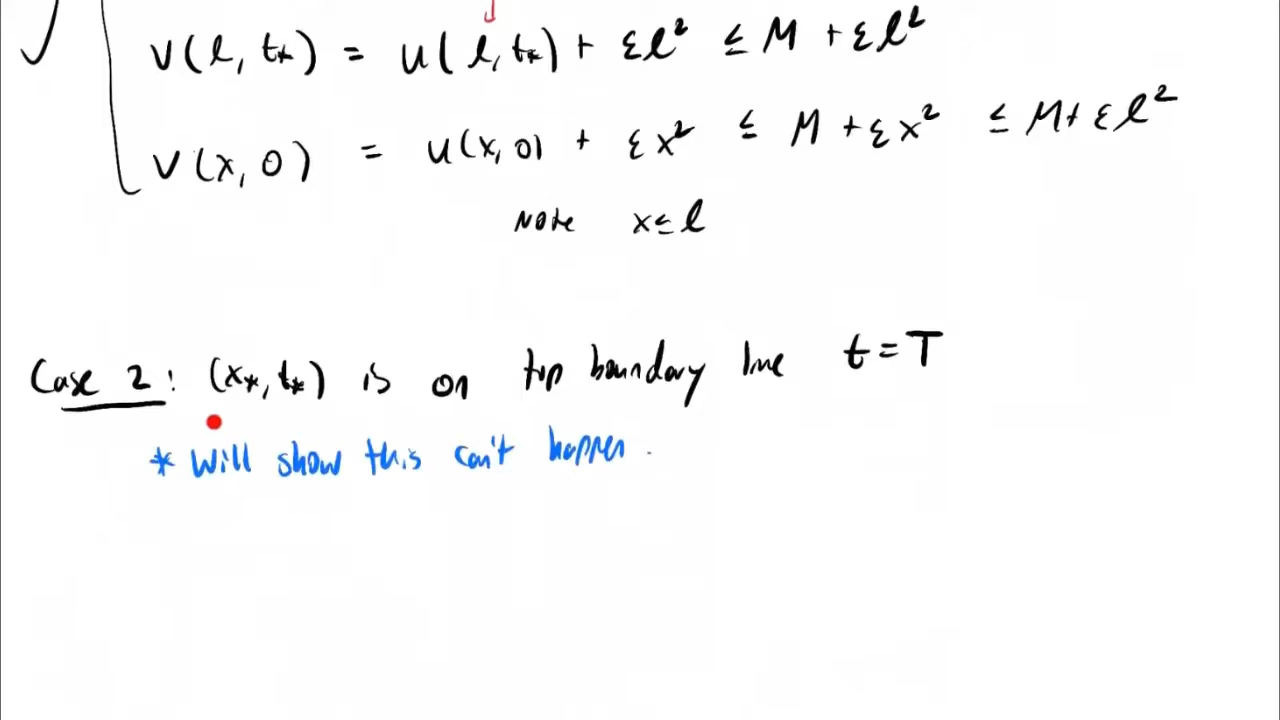 v(l, t*) = u(l, t*) + εl² ≤ M + εl²
v(x, 0) = u(x, 0) + εx² ≤ M + εx² ≤ M + εl²
Note x ≤ l
Case 2: (x*, t*) is on top boundary line t = T
* Will show this can't happen.